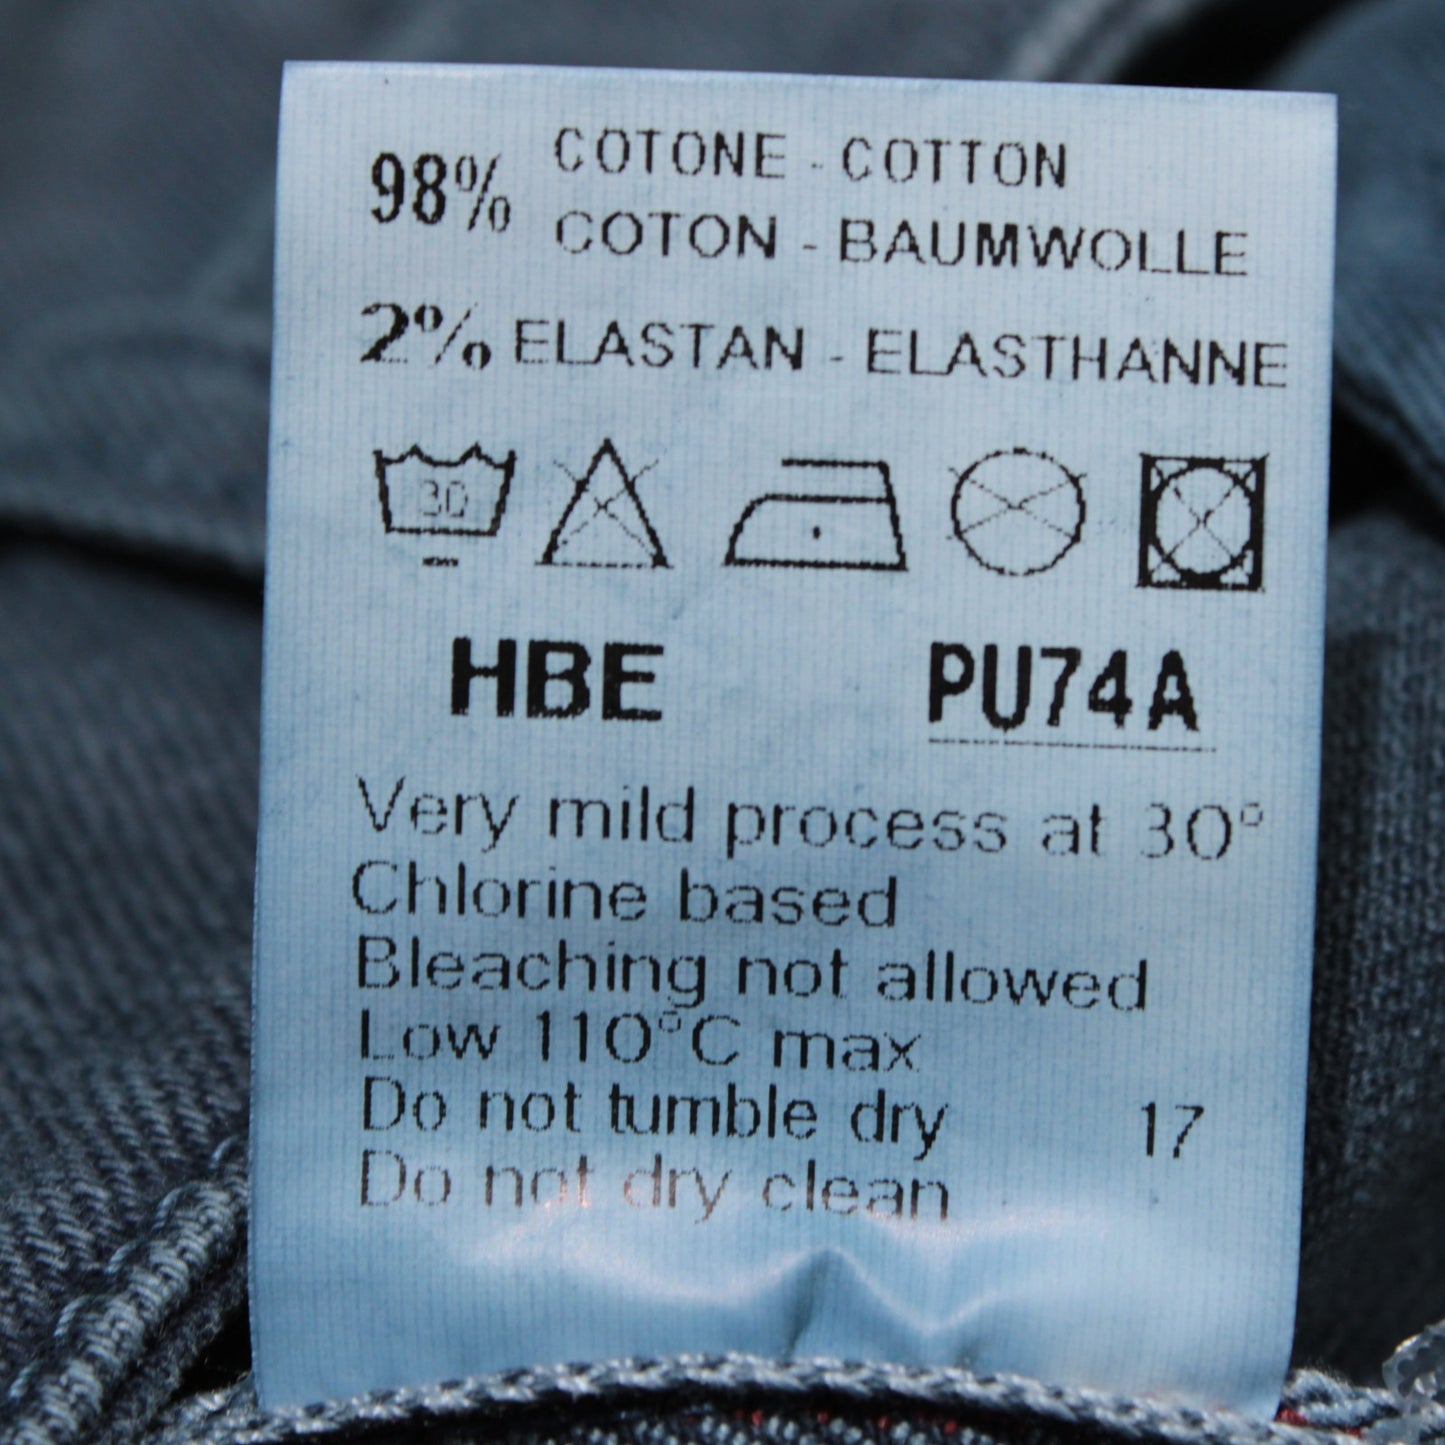 98% COTONE - COTTON
COTON - BAUMWOLLE
2% ELASTAN - ELASTHANNE
30
HBE PU74A
Very mild process at 30°
Chlorine based
Bleaching not allowed
Low 110°C max
Do not tumble dry 17
Do not dry clean